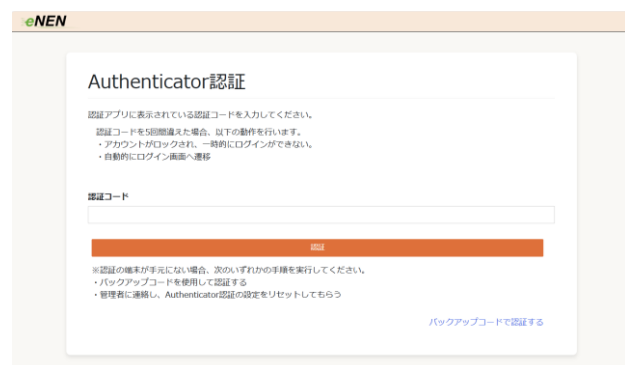 eNEN
Authenticator認証
認証アプリに表示されている認証コードを入力してください。
認証コードを5回間違えた場合、以下の動作を行います。
・アカウントがロックされ、一時的にログインができない。
・自動的にログイン画面へ遷移
認証コード
認証
※認証の端末が手元にない場合、次のいずれかの手順を実行してください。
・バックアップコードを使用して認証する
・管理者に連絡し、Authenticator認証の設定をリセットしてもらう
バックアップコードで認証する